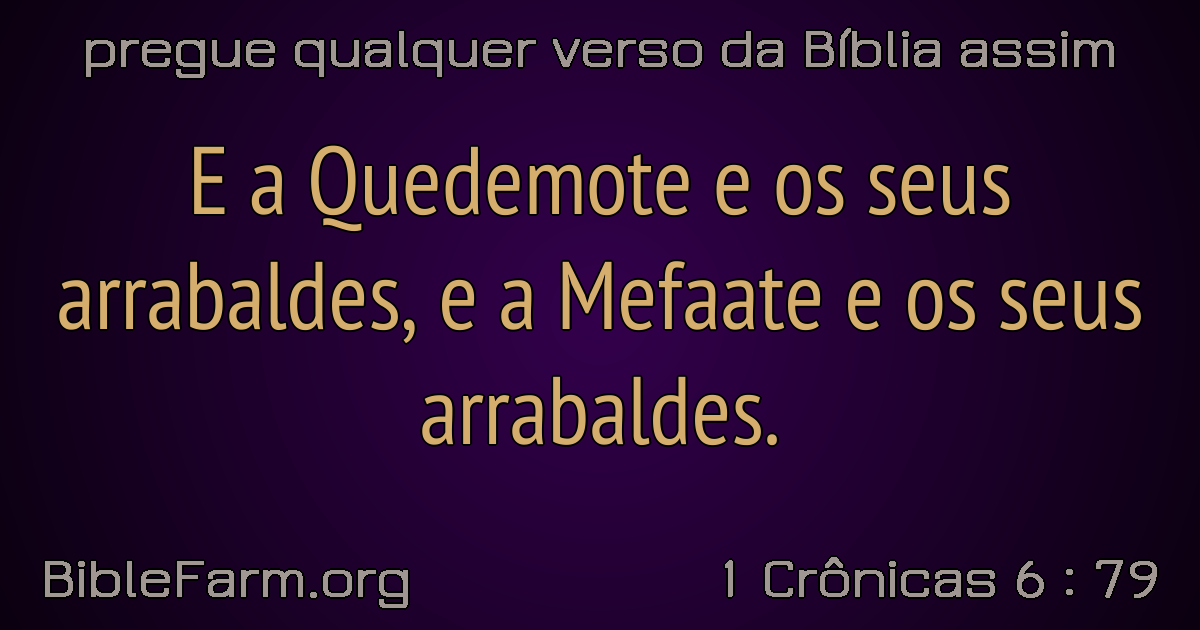 pregue qualquer verso da Bíblia assim
E a Quedemote e os seus
arrabaldes, e a Mefaate e os seus
arrabaldes.
BibleFarm.org
1 Crônicas 6 : 79